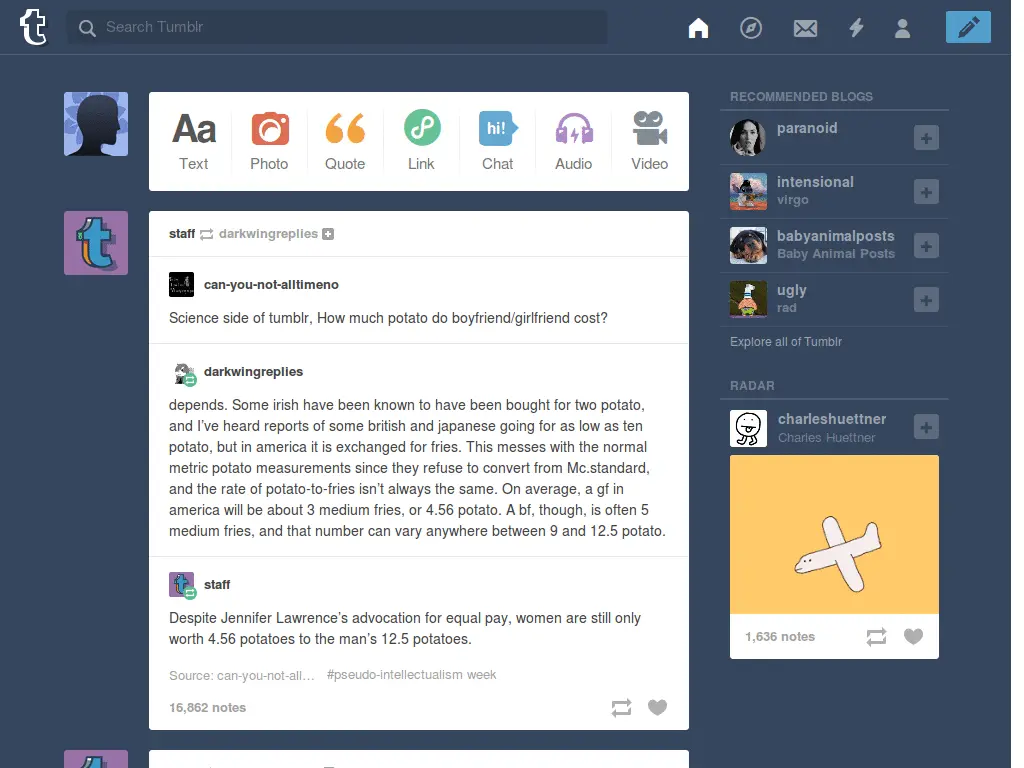 t
Search Tumblr
Aa
hi!
Text
Photo
Quote
Link
Chat
Audio
Video
t
staff darkwingreplies
can-you-not-alltimeno
Science side of tumblr, How much potato do boyfriend/girlfriend cost?
darkwingreplies
depends. Some irish have been known to have been bought for two potato,
and I’ve heard reports of some british and japanese going for as low as ten
potato, but in america it is exchanged for fries. This messes with the normal
metric potato measurements since they refuse to convert from Mc.standard,
and the rate of potato-to-fries isn’t always the same. On average, a gf in
america will be about 3 medium fries, or 4.56 potato. A bf, though, is often 5
medium fries, and that number can vary anywhere between 9 and 12.5 potato.
staff
Despite Jennifer Lawrence’s advocation for equal pay, women are still only
worth 4.56 potatoes to the man’s 12.5 potatoes.
Source: can-you-not-all… #pseudo-intellectualism week
16,862 notes
RECOMMENDED BLOGS
paranoid
intensional
virgo
babyanimalposts
Baby Animal Posts
ugly
rad
Explore all of Tumblr
RADAR
charleshuettner
Charles Huettner
1,636 notes